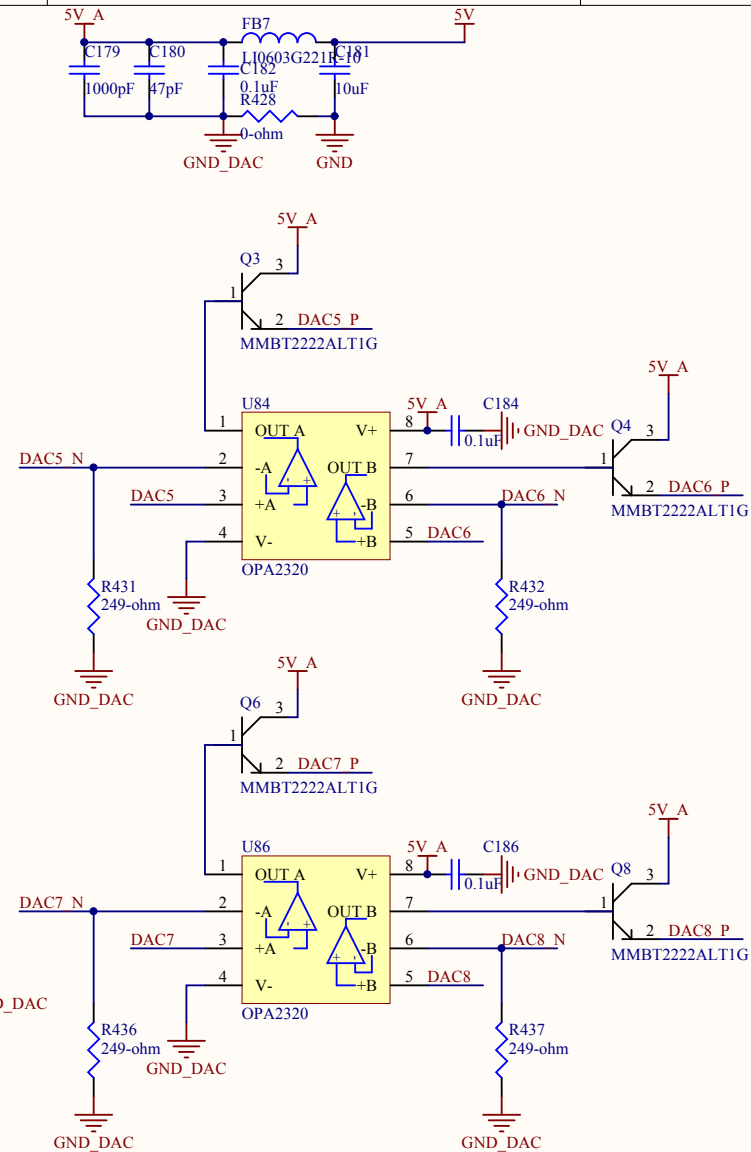 5V_A
5V
FB7
LI0603G221R-10
C179
C180
C182
C181
1000pF
47pF
0.1uF
10uF
R428
0-ohm
GND_DAC
GND
5V_A
Q3
3
1
2
DAC5_P
MMBT2222ALT1G
5V_A
U84
5V_A
C184
0.1uF
GND_DAC
Q4
3
1
2
DAC6_P
MMBT2222ALT1G
1
OUT A
V+
8
DAC5_N
2
-A
OUT B
7
DAC5
3
+A
-B
6
DAC6_N
4
V-
+B
5
DAC6
OPA2320
R431
249-ohm
GND_DAC
R432
249-ohm
GND_DAC
GND_DAC
5V_A
Q6
3
1
2
DAC7_P
MMBT2222ALT1G
5V_A
U86
5V_A
C186
0.1uF
GND_DAC
Q8
3
1
2
DAC8_P
MMBT2222ALT1G
1
OUT A
V+
8
DAC7_N
2
-A
OUT B
7
DAC7
3
+A
-B
6
DAC8_N
4
V-
+B
5
DAC8
D_DAC
OPA2320
R436
249-ohm
GND_DAC
R437
249-ohm
GND_DAC
GND_DAC